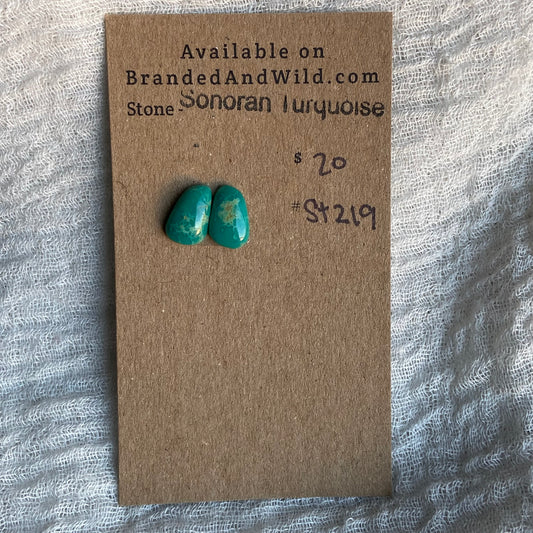 Available on
BrandedAndWild.com
Stone - Sonoran Turquoise
$ 20
# St219